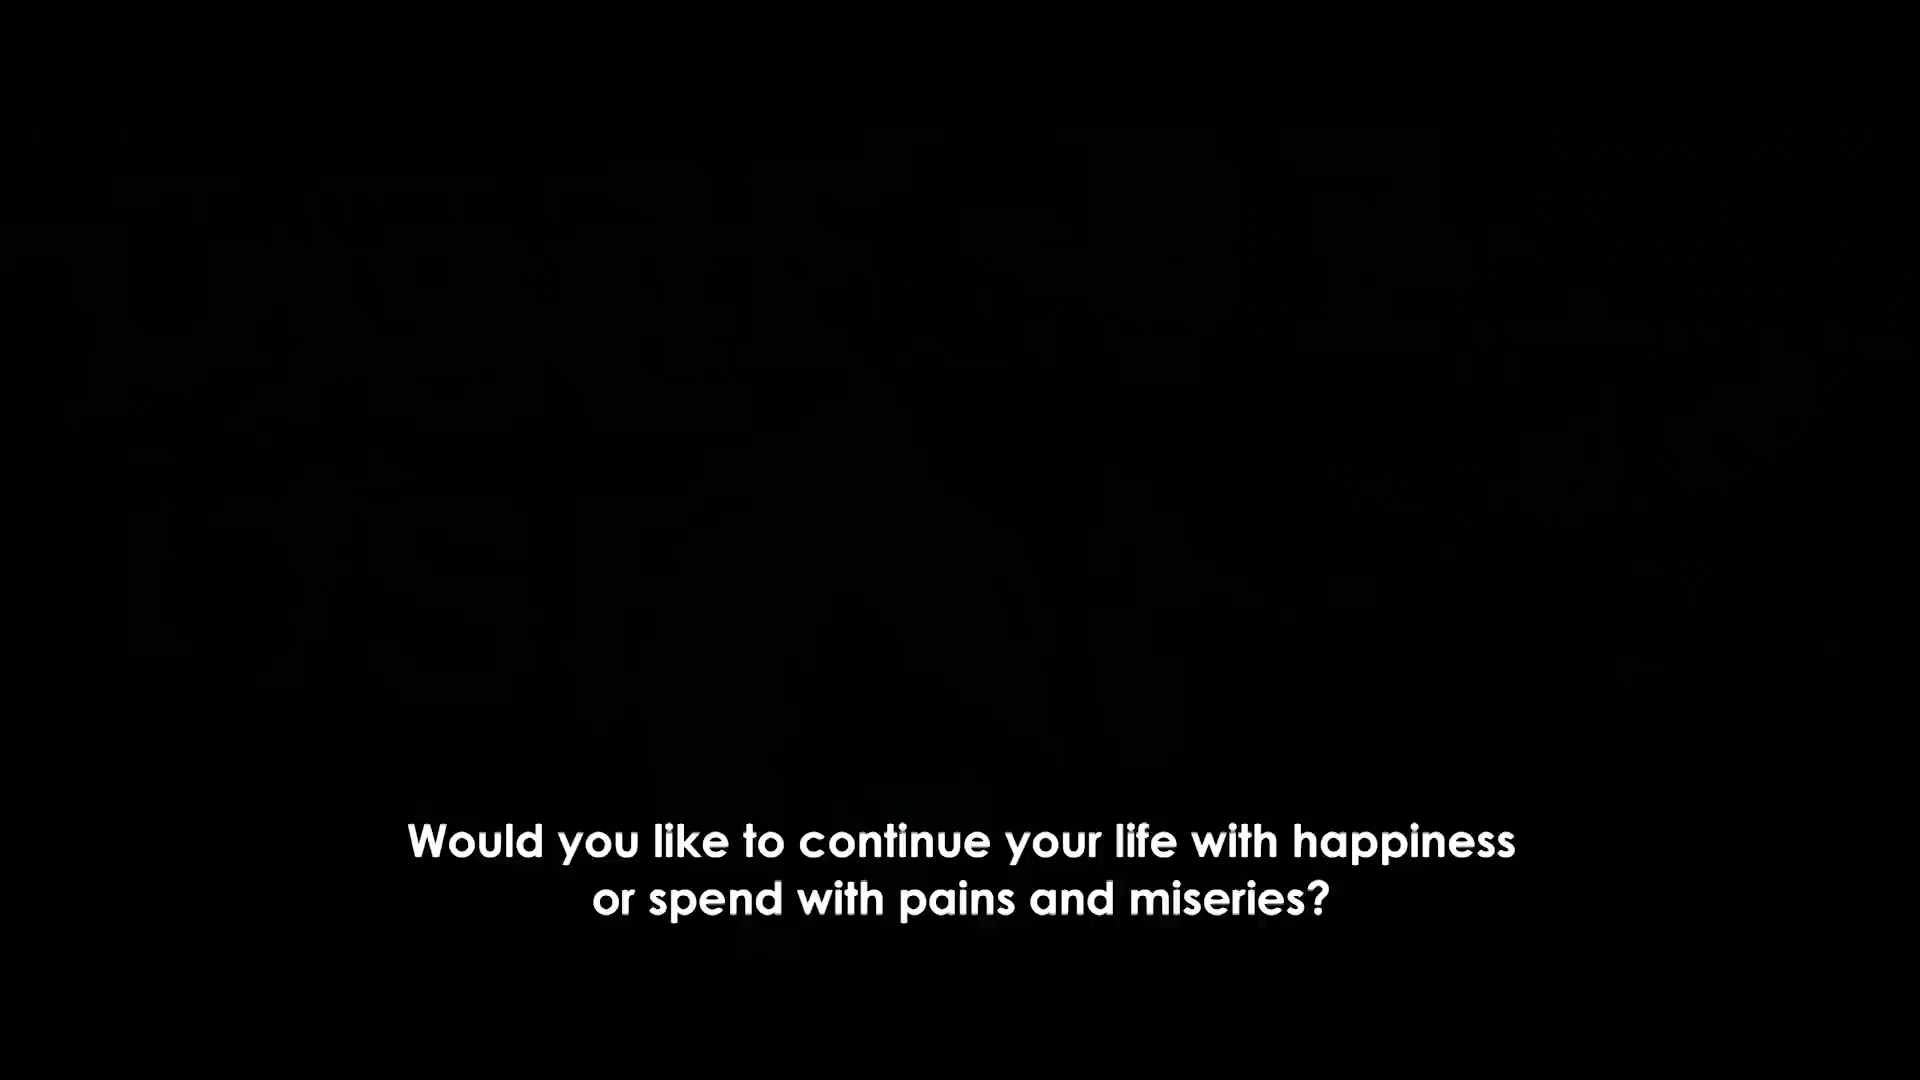 Would you like to continue your life with happiness
or spend with pains and miseries?